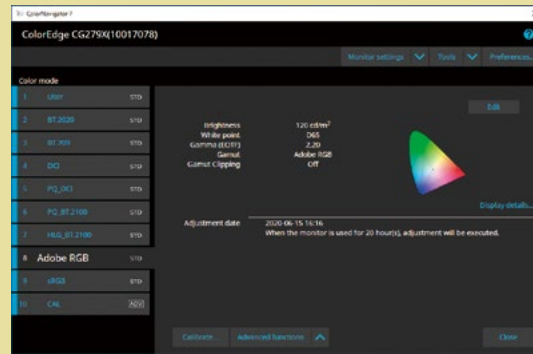 ColorNavigator 7
ColorEdge CG279X(10017078)
Monitor settings Tools Preferences...
Color mode
1 User STD
2 BT.2020 STD
3 BT.709 STD
4 DCI STD
5 PQ_DCI STD
6 PQ_BT.2100 STD
7 HLG_BT.2100 STD
8 Adobe RGB STD
9 sRGB STD
10 CAL ADV
Edit
Brightness 120 cd/m²
White point D65
Gamma (EOTF) 2.20
Gamut Adobe RGB
Gamut Clipping Off
Display details...
Adjustment date 2020-06-15 16:16
When the monitor is used for 20 hour(s), adjustment will be executed.
Calibrate... Advanced functions Close